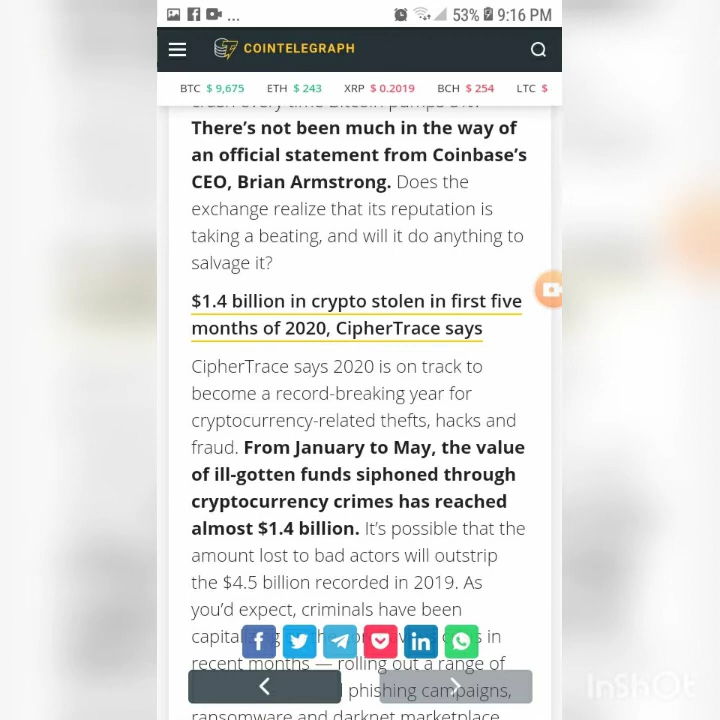 ... 53% 9:16 PM
COINTELEGRAPH
BTC $ 9,675 ETH $ 243 XRP $ 0.2019 BCH $ 254 LTC $
There's not been much in the way of
an official statement from Coinbase's
CEO, Brian Armstrong. Does the
exchange realize that its reputation is
taking a beating, and will it do anything to
salvage it?
$1.4 billion in crypto stolen in first five
months of 2020, CipherTrace says
CipherTrace says 2020 is on track to
become a record-breaking year for
cryptocurrency-related thefts, hacks and
fraud. From January to May, the value
of ill-gotten funds siphoned through
cryptocurrency crimes has reached
almost $1.4 billion. It's possible that the
amount lost to bad actors will outstrip
the $4.5 billion recorded in 2019. As
you'd expect, criminals have been
in
recent months — rolling out a range of
phishing campaigns,
ransomware and darknet marketplace
InShOt